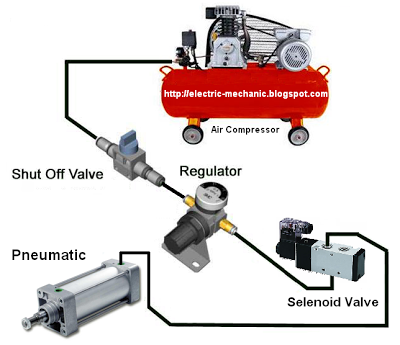 http://electric-mechanic.blogspot.com
Air Compressor
Shut Off Valve
Regulator
Pneumatic
Selenoid Valve